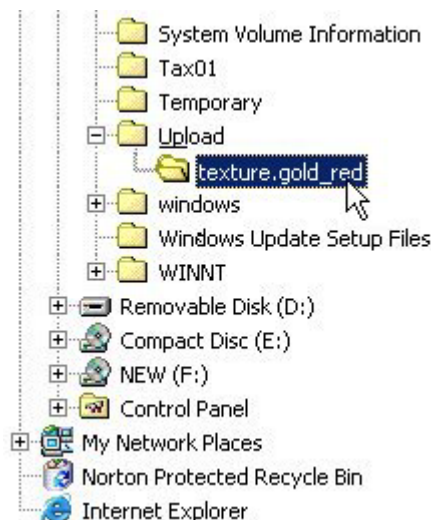 System Volume Information
Tax01
Temporary
Upload
texture.gold_red
windows
Windows Update Setup Files
WINNT
Removable Disk (D:)
Compact Disc (E:)
NEW (F:)
Control Panel
My Network Places
Norton Protected Recycle Bin
Internet Explorer